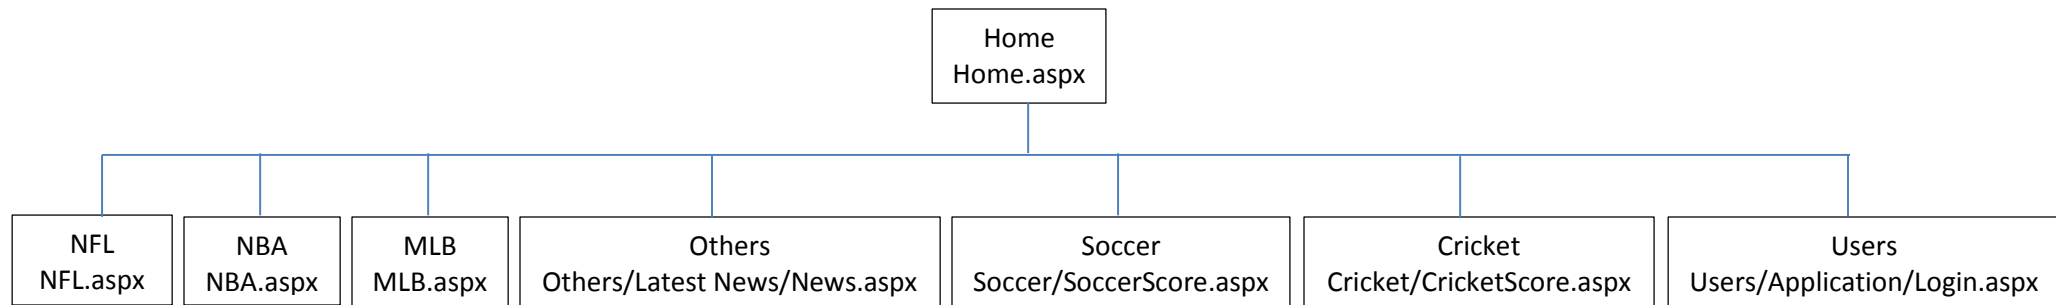 Home
Home.aspx
NFL
NFL.aspx
NBA
NBA.aspx
MLB
MLB.aspx
Others
Others/Latest News/News.aspx
Soccer
Soccer/SoccerScore.aspx
Cricket
Cricket/CricketScore.aspx
Users
Users/Application/Login.aspx